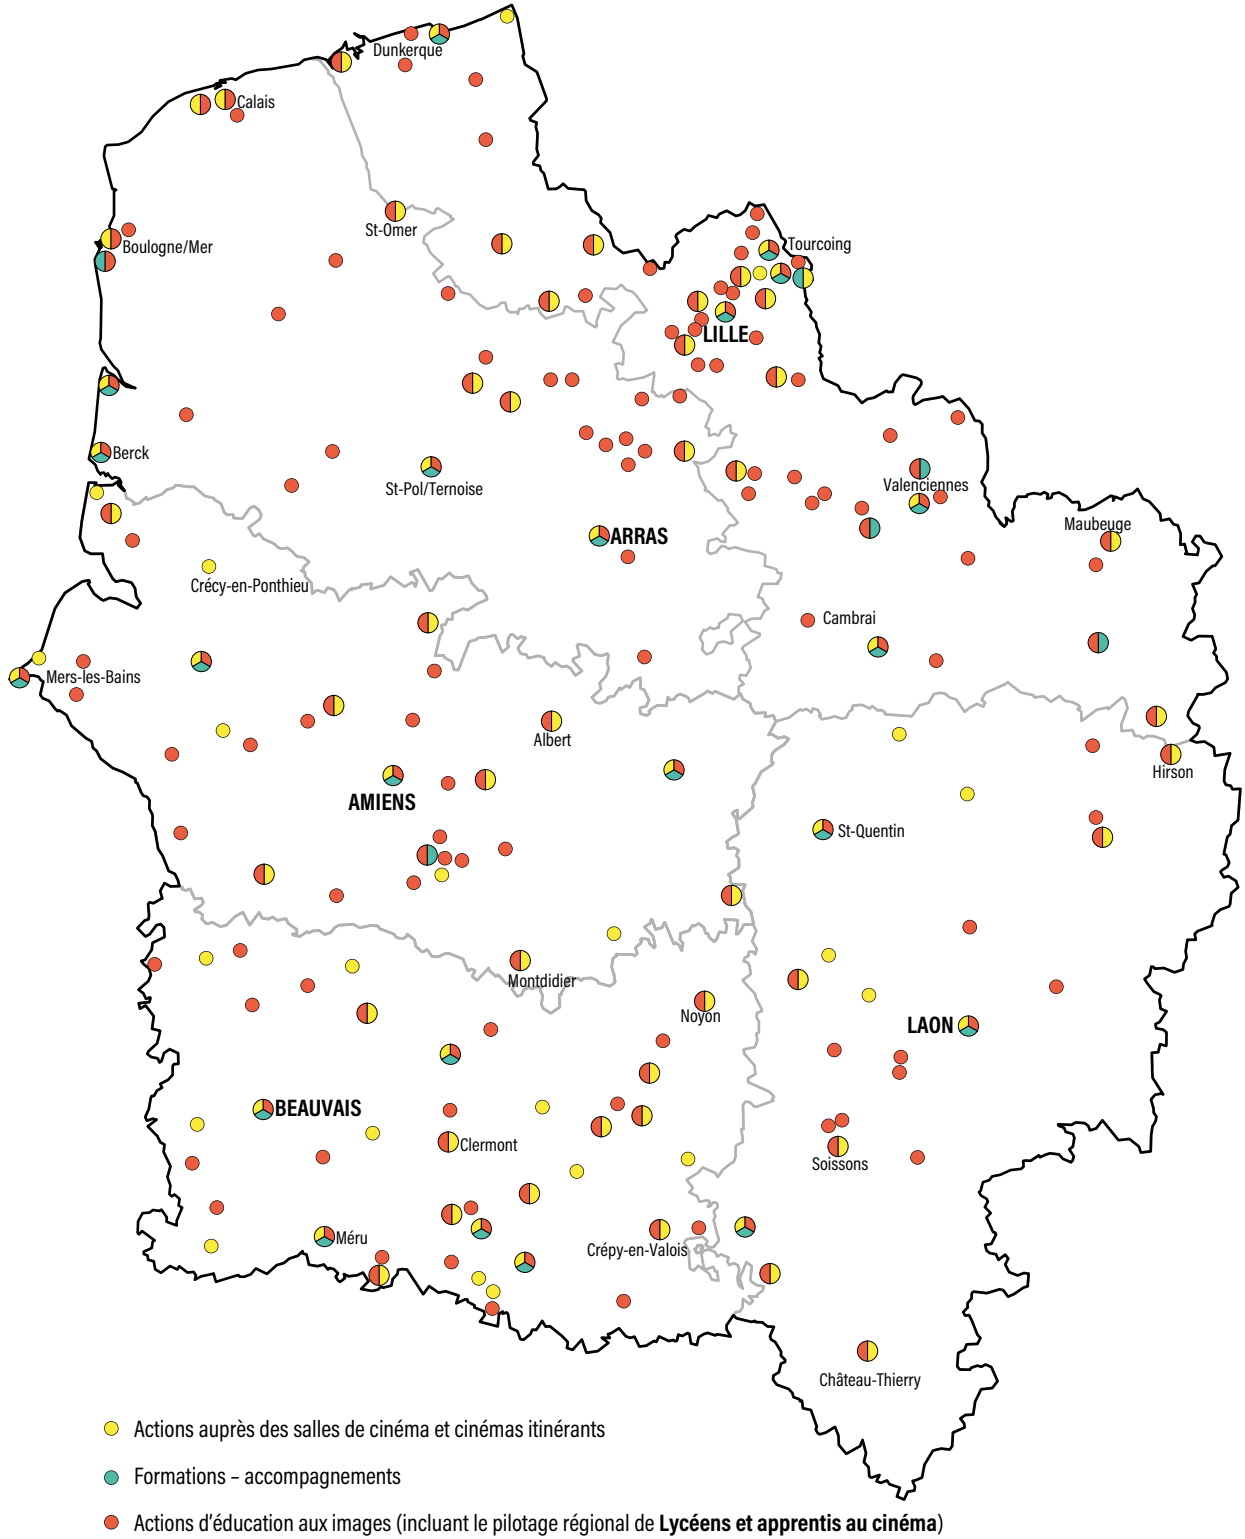 Dunkerque
Calais
St-Omer
Boulogne/Mer
Tourcoing
LILLE
Berck
St-Pol/Ternoise
Valenciennes
ARRAS
Maubeuge
Crécy-en-Ponthieu
Cambrai
Mers-les-Bains
Albert
Hirson
AMIENS
St-Quentin
Montdidier
Noyon
LAON
BEAUVAIS
Clermont
Soissons
Méru
Crépy-en-Valois
Château-Thierry
Actions auprès des salles de cinéma et cinémas itinérants
Formations – accompagnements
Actions d'éducation aux images (incluant le pilotage régional de Lycéens et apprentis au cinéma)